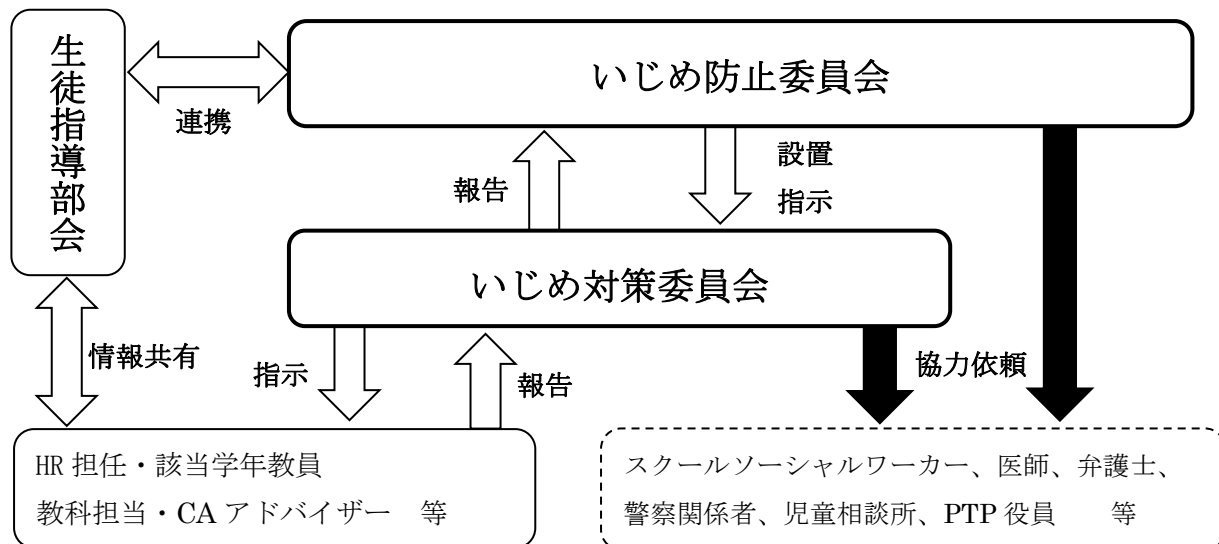 生徒指導部会
いじめ防止委員会
連携
報告
設置
指示
いじめ対策委員会
情報共有
指示
報告
協力依頼
HR 担任・該当学年教員
教科担当・CA アドバイザー 等
スクールソーシャルワーカー、医師、弁護士、
警察関係者、児童相談所、PTP 役員 等